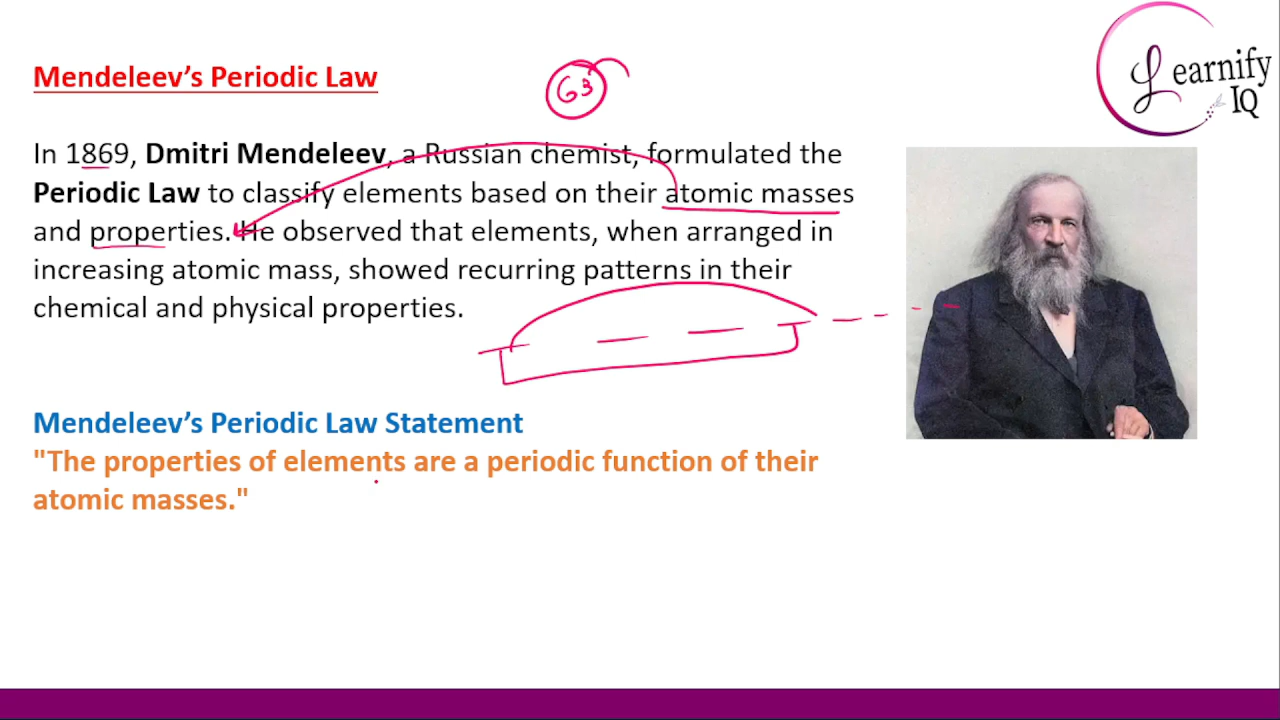 Mendeleev's Periodic Law
63
Learnify
IQ
In 1869, Dmitri Mendeleev, a Russian chemist, formulated the
Periodic Law to classify elements based on their atomic masses
and properties. He observed that elements, when arranged in
increasing atomic mass, showed recurring patterns in their
chemical and physical properties.
Mendeleev's Periodic Law Statement
"The properties of elements are a periodic function of their
atomic masses."